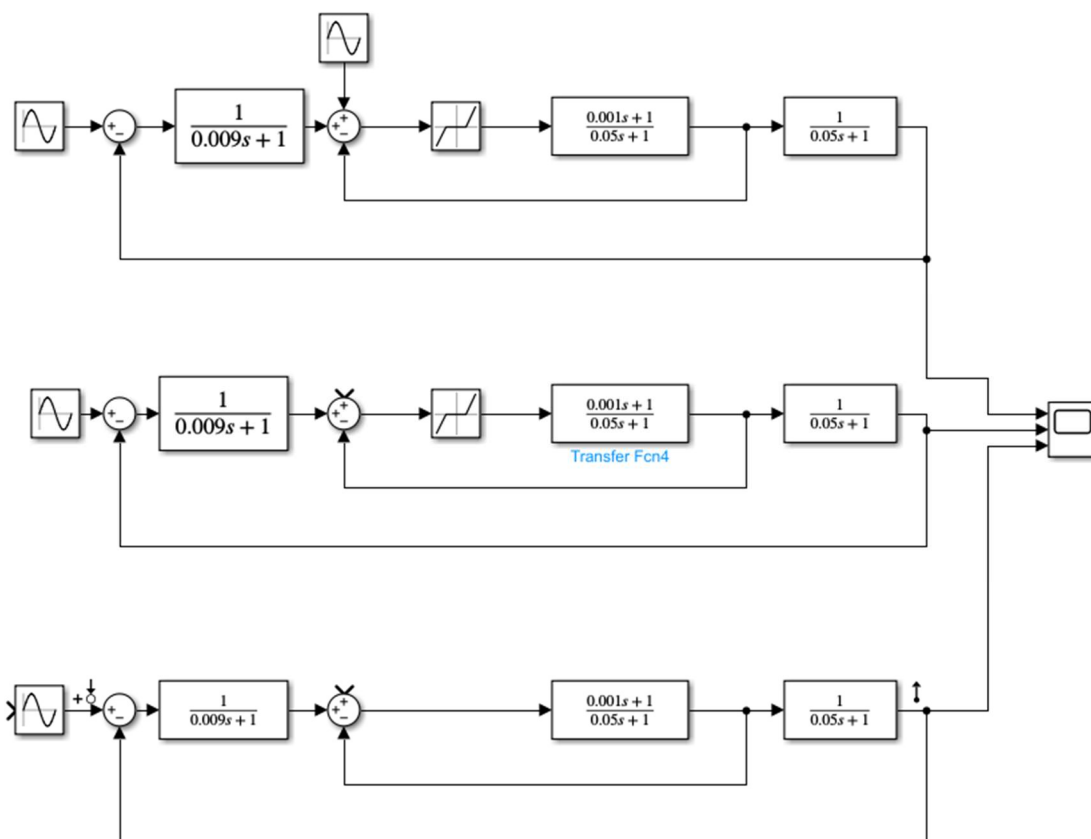 1
0.009s + 1
0.001s + 1
0.05s + 1
1
0.05s + 1
1
0.009s + 1
0.001s + 1
0.05s + 1
1
0.05s + 1
Transfer Fcn4
1
0.009s + 1
0.001s + 1
0.05s + 1
1
0.05s + 1